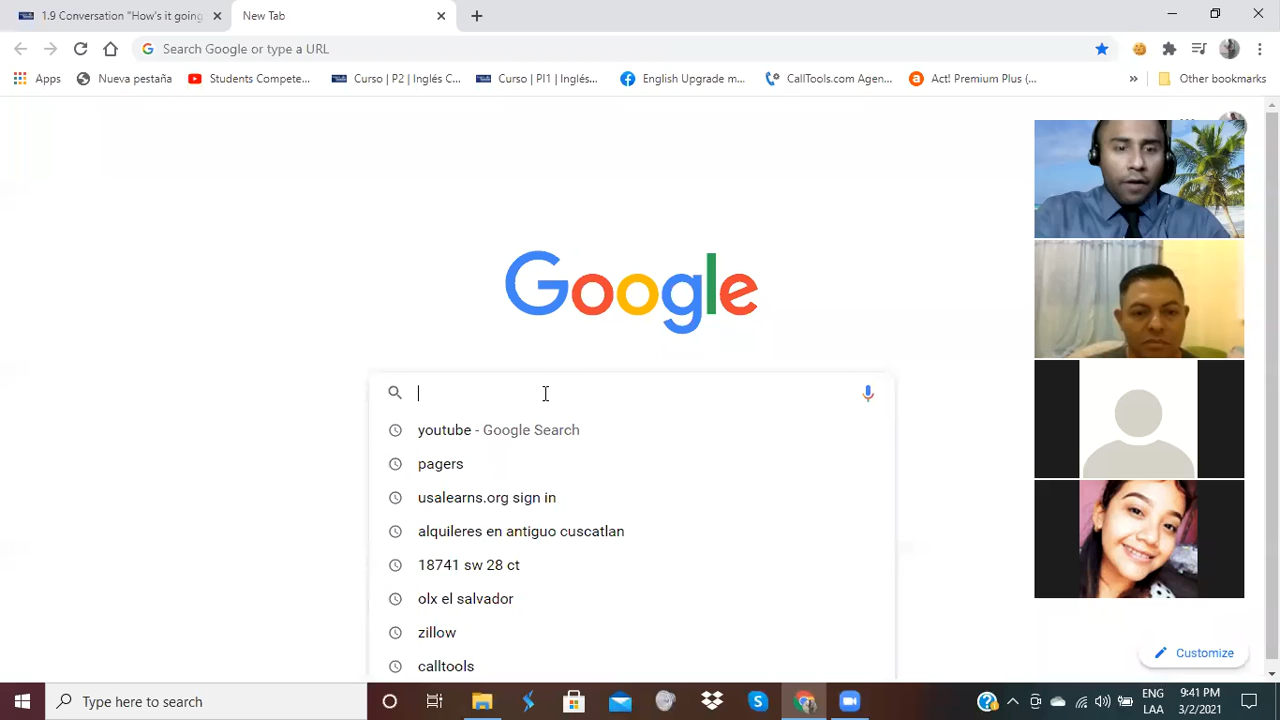 1.9 Conversation "How's it going
New Tab
Search Google or type a URL
Apps
Nueva pestaña
Students Compete...
Curso | P2 | Inglés C...
Curso | PI1 | Inglés...
English Upgrade m...
CallTools.com Agen...
Act! Premium Plus (...
»
Other bookmarks
Google
youtube - Google Search
pagers
usalearns.org sign in
alquileres en antiguo cuscatlan
18741 sw 28 ct
olx el salvador
zillow
calltools
Customize
Type here to search
ENG
LAA
9:41 PM
3/2/2021